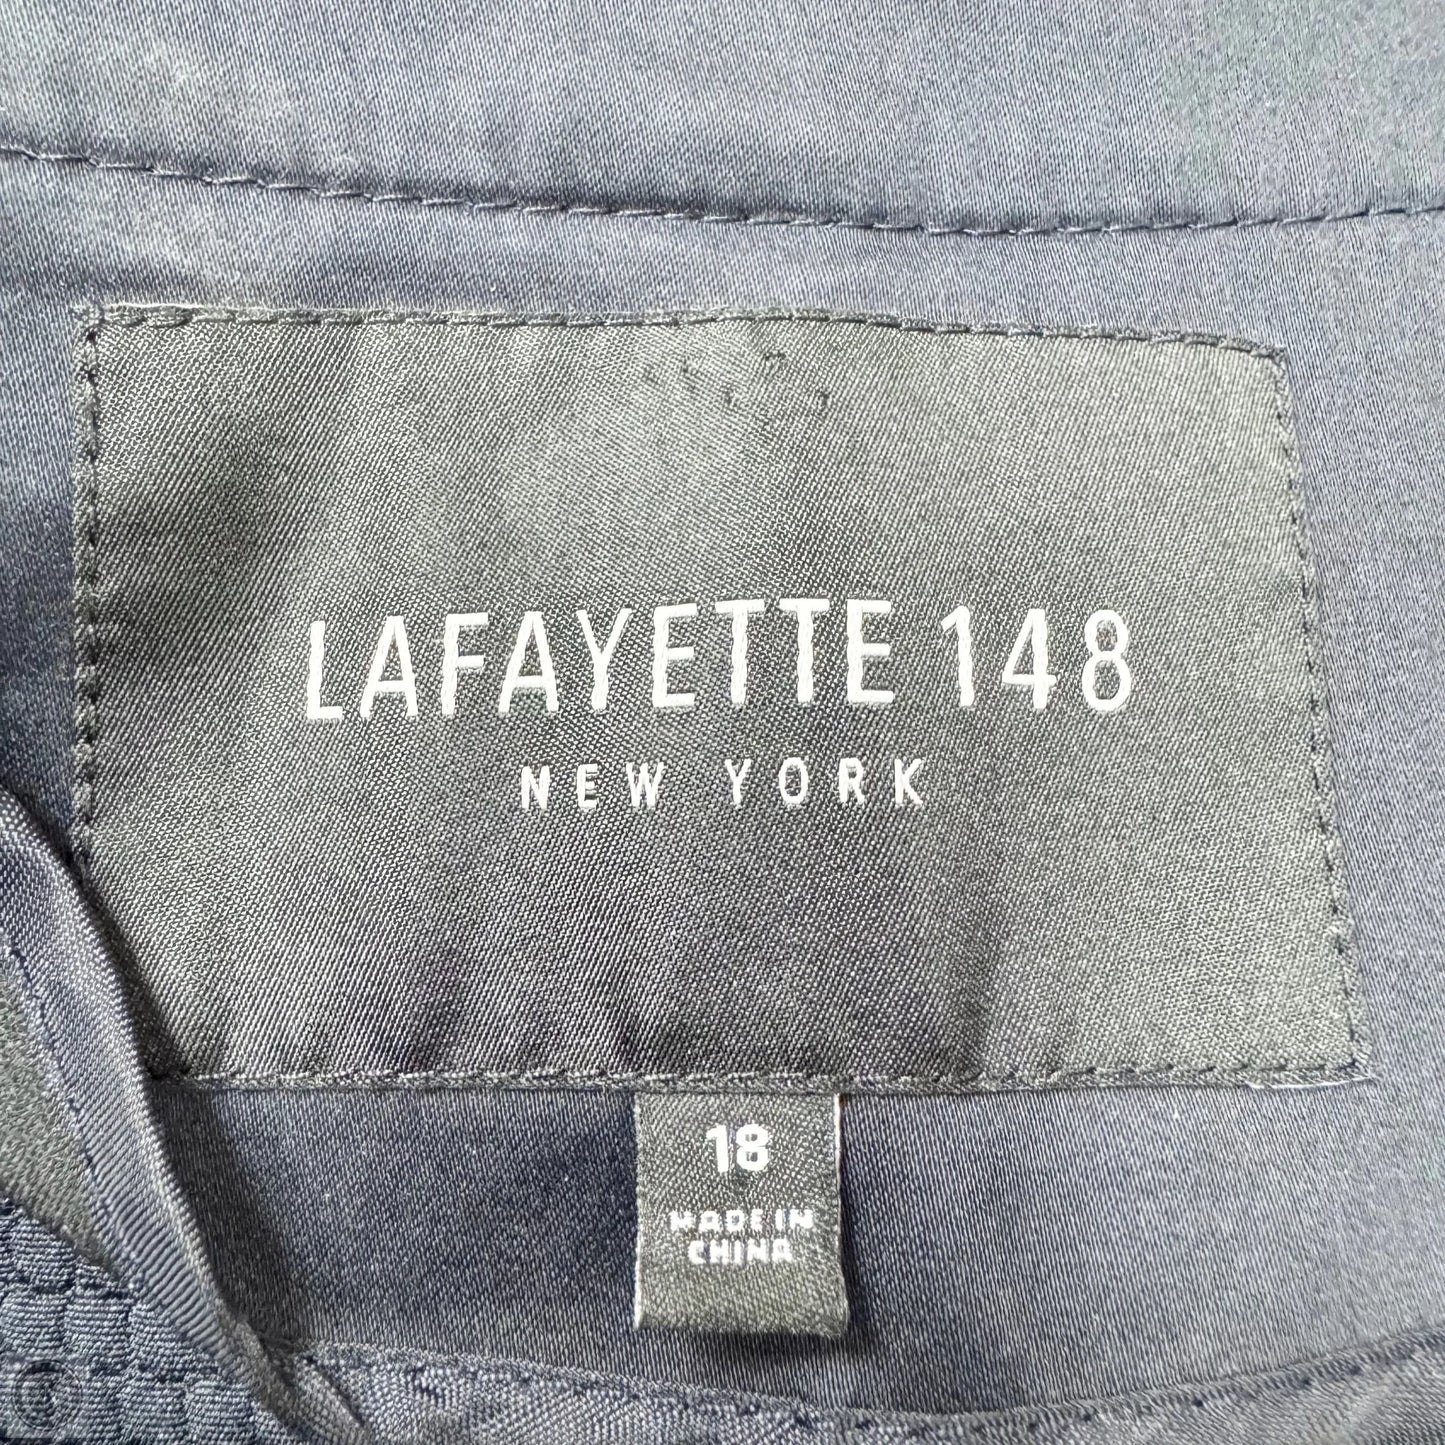 LAFAYETTE 148
NEW YORK
18
MADE IN
CHINA